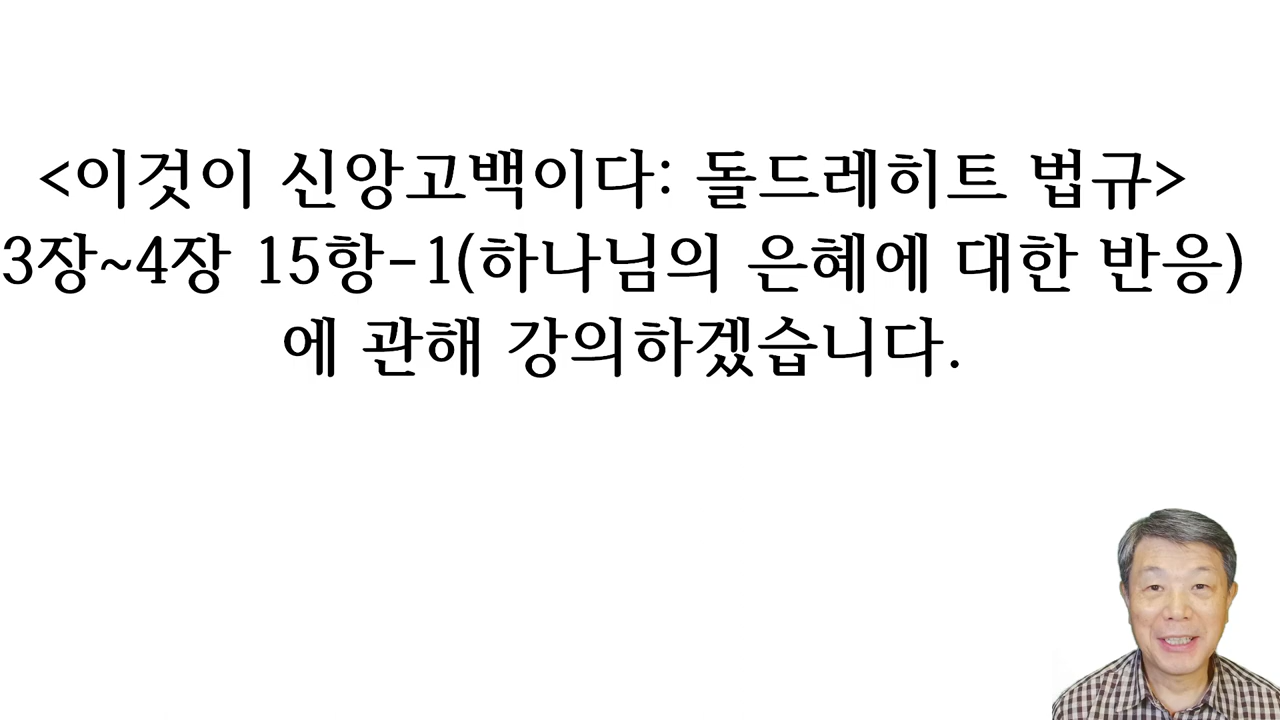 <이것이 신앙고백이다: 돌드레히트 법규>
3장~4장 15항-1(하나님의 은혜에 대한 반응)
에 관해 강의하겠습니다.